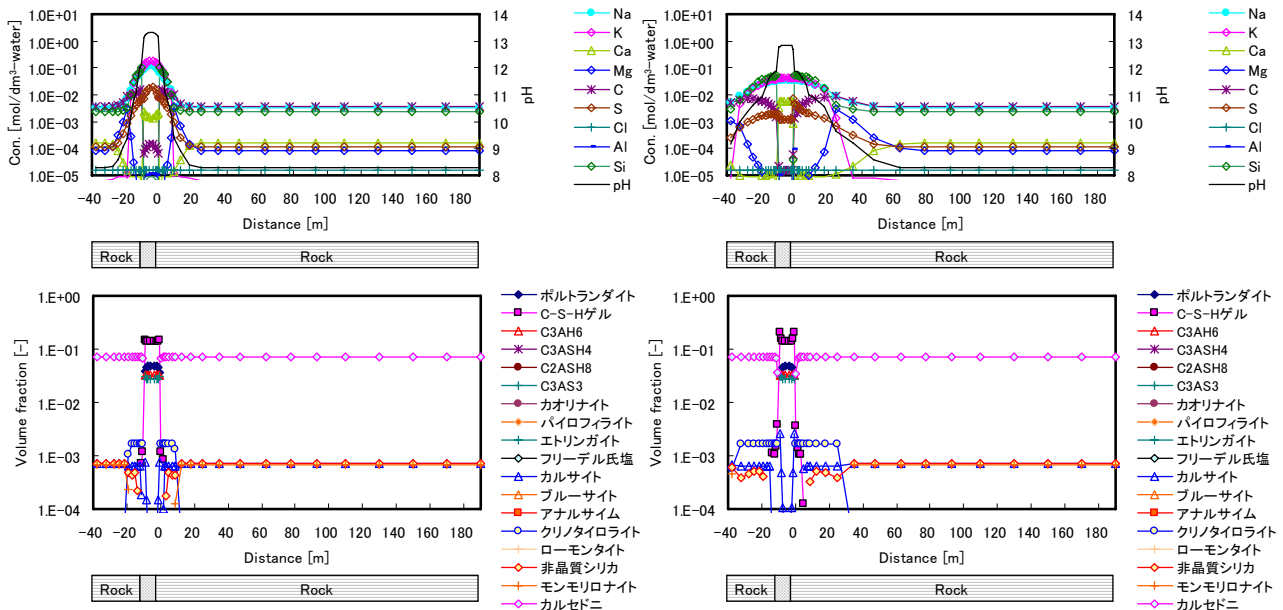 1.0E+02
1.0E+01
1.0E+00
1.0E-01
1.0E-02
1.0E-03
1.0E-04
1.0E-05
Con. [mol/dm³-water]
14
13
12
11
10
9
8
pH
-40 -20 0 20 40 60 80 100 120 140 160 180
Distance [m]
Na
K
Ca
Mg
C
S
Cl
Al
Si
pH
Rock
Rock
1.0E+02
1.0E+01
1.0E+00
1.0E-01
1.0E-02
1.0E-03
1.0E-04
1.0E-05
Con. [mol/dm³-water]
14
13
12
11
10
9
8
pH
-40 -20 0 20 40 60 80 100 120 140 160 180
Distance [m]
Na
K
Ca
Mg
C
S
Cl
Al
Si
pH
Rock
Rock
1.E+00
1.E-01
1.E-02
1.E-03
1.E-04
Volume fraction [-]
-40 -20 0 20 40 60 80 100 120 140 160 180
Distance [m]
ポルトランダイト
C-S-Hゲル
C3AH6
C3ASH4
C2ASH8
C3AS3
カオリナイト
パイロフィライト
エトリンガイト
フリーデル氏塩
カルサイト
ブルーサイト
アナルサイム
クリノタイロライト
ローモンタイト
非晶質シリカ
モンモリロナイト
カルセドニ
Rock
Rock
1.E+00
1.E-01
1.E-02
1.E-03
1.E-04
Volume fraction [-]
-40 -20 0 20 40 60 80 100 120 140 160 180
Distance [m]
ポルトランダイト
C-S-Hゲル
C3AH6
C3ASH4
C2ASH8
C3AS3
カオリナイト
パイロフィライト
エトリンガイト
フリーデル氏塩
カルサイト
ブルーサイト
アナルサイム
クリノタイロライト
ローモンタイト
非晶質シリカ
モンモリロナイト
カルセドニ
Rock
Rock